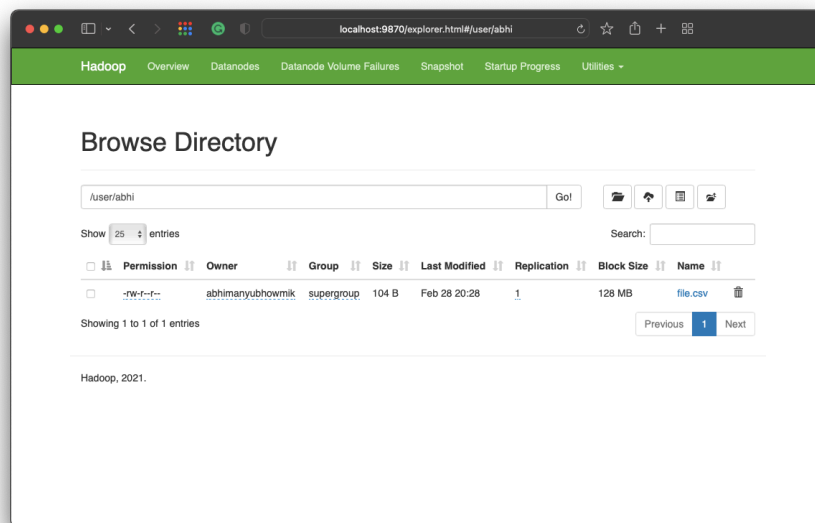 localhost:9870/explorer.html#/user/abhi
Hadoop Overview Datanodes Datanode Volume Failures Snapshot Startup Progress Utilities
Browse Directory
/user/abhi Go!
Show 25 entries Search:
Permission Owner Group Size Last Modified Replication Block Size Name
-rw-r--r-- abhimanyubhowmik supergroup 104 B Feb 28 20:28 1 128 MB file.csv
Showing 1 to 1 of 1 entries Previous 1 Next
Hadoop, 2021.